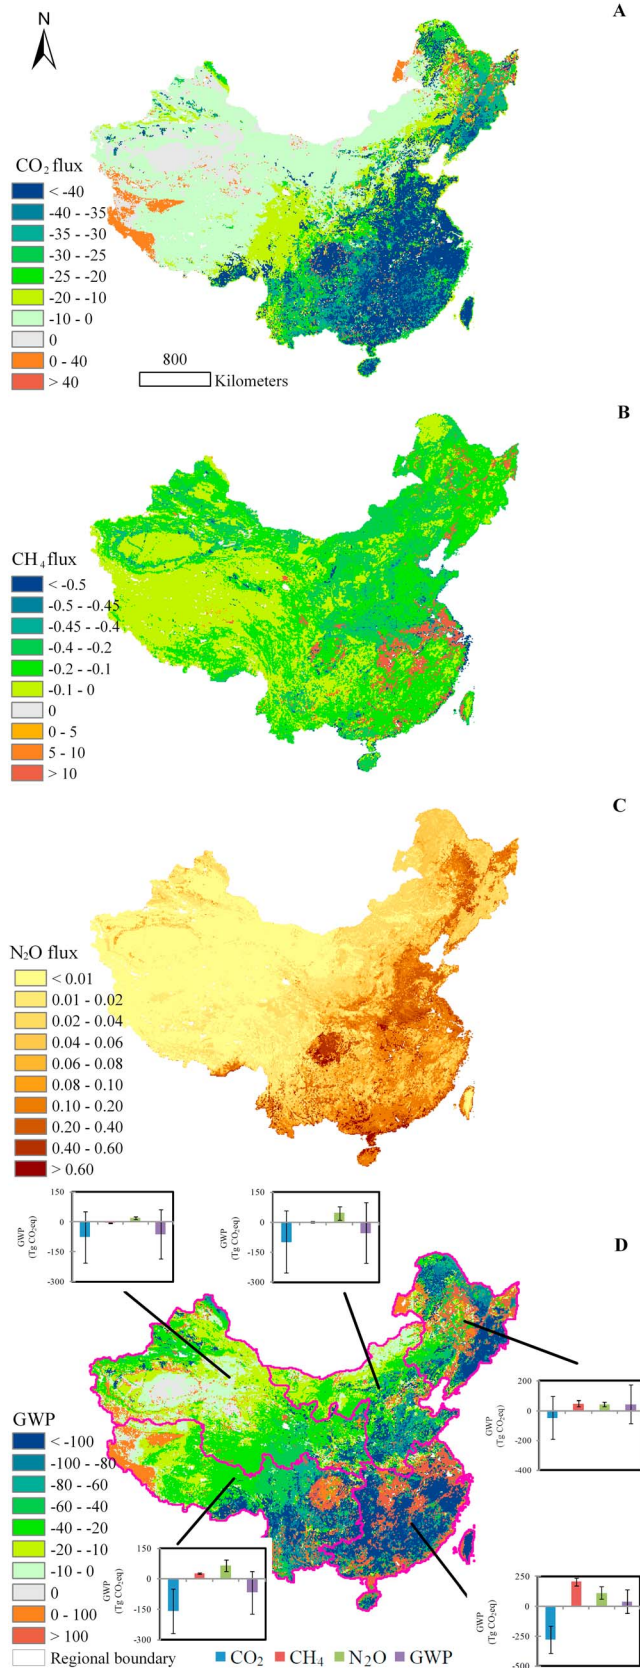 A
N
CO₂ flux
< -40
-40 - -35
-35 - -30
-30 - -25
-25 - -20
-20 - -10
-10 - 0
0
0 - 40
> 40
800
Kilometers
B
CH₄ flux
< -0.5
-0.5 - -0.45
-0.45 - -0.4
-0.4 - -0.2
-0.2 - -0.1
-0.1 - 0
0
0 - 5
5 - 10
> 10
C
N₂O flux
< 0.01
0.01 - 0.02
0.02 - 0.04
0.04 - 0.06
0.06 - 0.08
0.08 - 0.10
0.10 - 0.20
0.20 - 0.40
0.40 - 0.60
> 0.60
D
150
0
-150
-300
GWP
(Tg CO₂eq)
150
0
-150
-300
GWP
(Tg CO₂eq)
200
0
-200
-400
GWP
(Tg CO₂eq)
GWP
< -100
-100 - -80
-80 - -60
-60 - -40
-40 - -20
-20 - -10
-10 - 0
0
0 - 100
> 100
Regional boundary
150
0
-150
-300
GWP
(Tg CO₂eq)
250
0
-250
-500
GWP
(Tg CO₂eq)
CO₂ CH₄ N₂O GWP